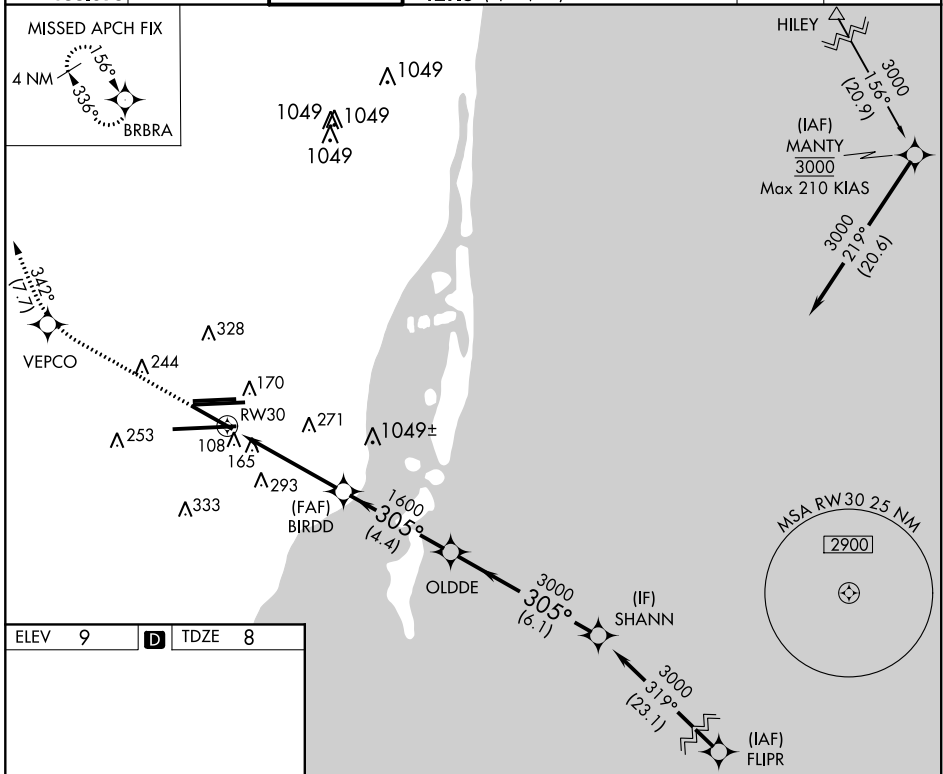 MISSED APCH FIX
156°
4 NM
336°
BRBRA
1049
1049
1049
1049
HILEY
3000
156°
(20.9)
(IAF)
MANTY
3000
Max 210 KIAS
3000
219°
(20.6)
342°
(7.7)
VEPCO
328
244
170
RW30
271
253
108
165
1049±
293
333
(FAF)
BIRDD
1600
305°
(4.4)
OLDDE
3000
305°
(6.1)
(IF)
SHANN
3000
319°
(23.1)
(IAF)
FLIPR
MSA RW30 25 NM
2900
ELEV 9 D TDZE 8